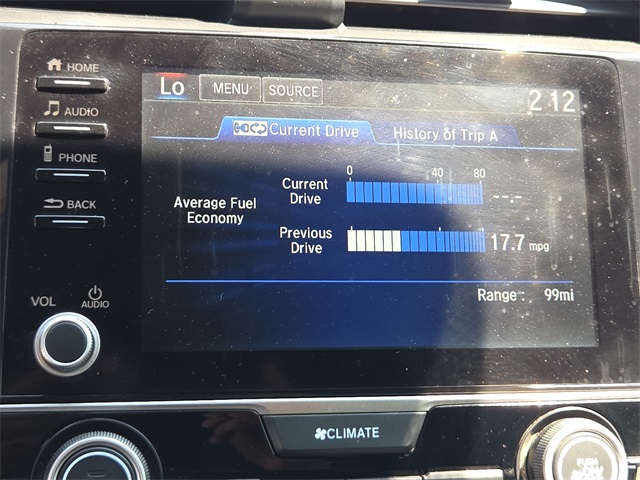 HOME
AUDIO
PHONE
BACK
VOL
AUDIO
Lo MENU SOURCE 2 12
Current Drive History of Trip A
0 40 80
Current
Drive
--.-
Average Fuel
Economy
Previous
Drive
17.7 mpg
Range : 99mi
CLIMATE
PUSH